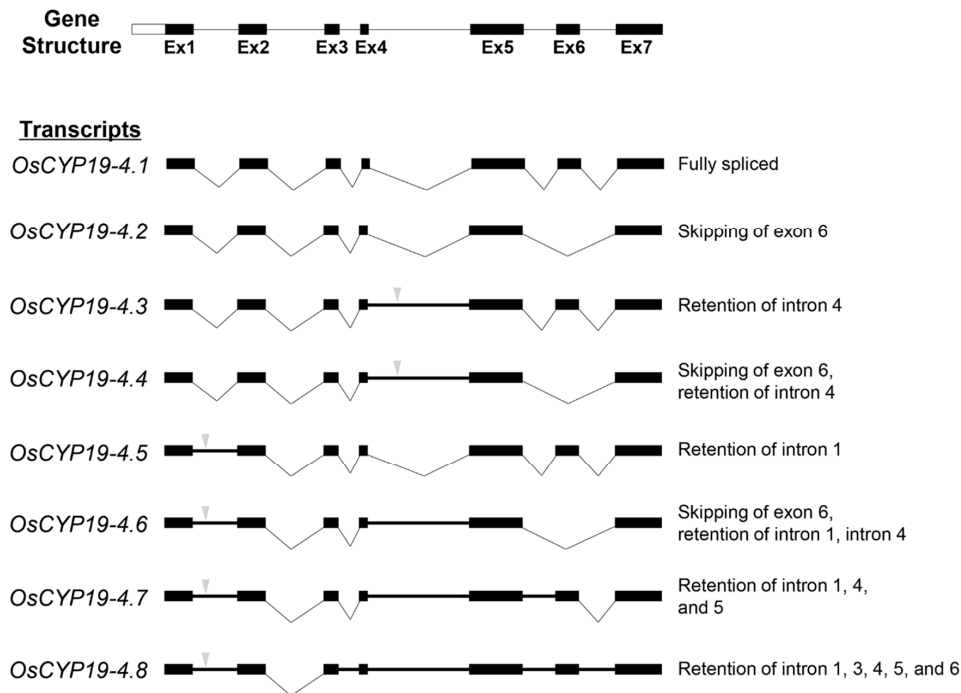 Gene
Structure
Ex1 Ex2 Ex3 Ex4 Ex5 Ex6 Ex7
Transcripts
OsCYP19-4.1 Fully spliced
OsCYP19-4.2 Skipping of exon 6
OsCYP19-4.3 Retention of intron 4
OsCYP19-4.4 Skipping of exon 6,
retention of intron 4
OsCYP19-4.5 Retention of intron 1
OsCYP19-4.6 Skipping of exon 6,
retention of intron 1, intron 4
OsCYP19-4.7 Retention of intron 1, 4,
and 5
OsCYP19-4.8 Retention of intron 1, 3, 4, 5, and 6